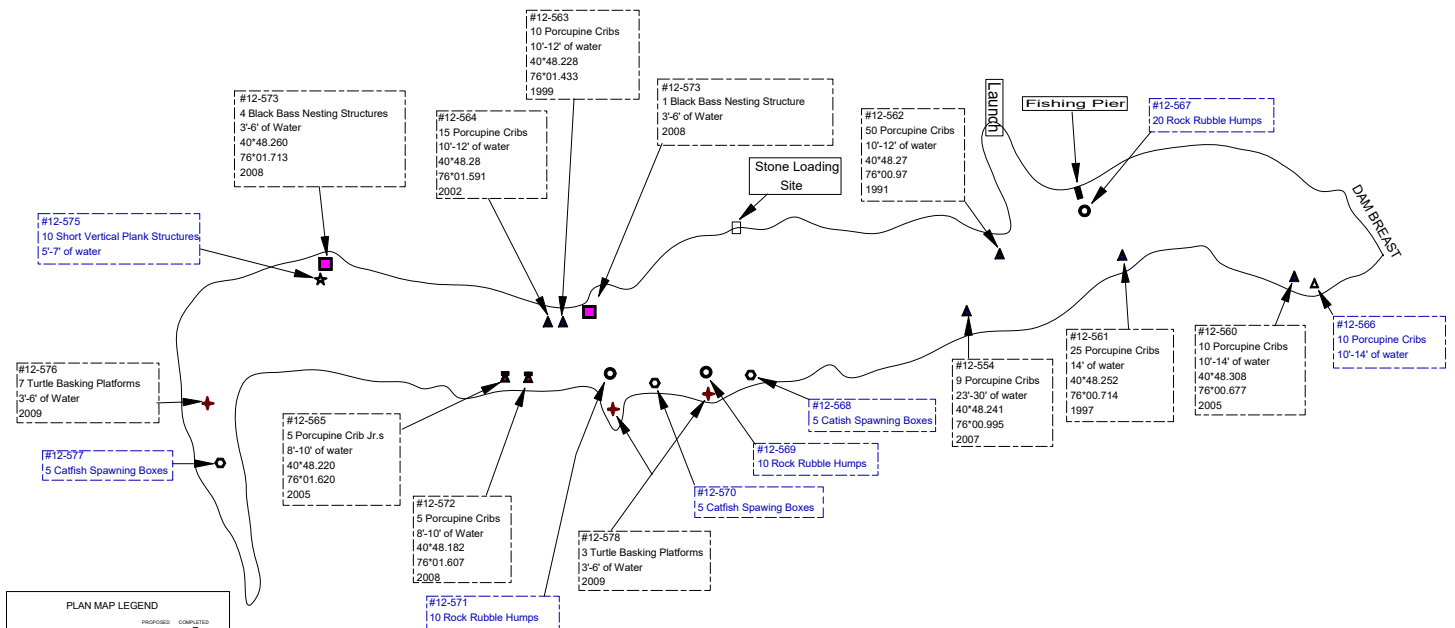 #12-563
10 Porcupine Cribs
10'-12' of water
40*48.228
76*01.433
1999
#12-573
4 Black Bass Nesting Structures
3'-6' of Water
40*48.260
76*01.713
2008
#12-564
15 Porcupine Cribs
10'-12' of water
40*48.28
76*01.591
2002
#12-573
1 Black Bass Nesting Structure
3'-6' of Water
2008
Stone Loading
Site
#12-562
50 Porcupine Cribs
10'-12' of water
40*48.27
76*00.97
1991
Launch
Fishing Pier
#12-567
20 Rock Rubble Humps
DAM BREAST
#12-575
10 Short Vertical Plank Structures
5'-7' of water
#12-576
7 Turtle Basking Platforms
3'-6' of Water
2009
#12-577
5 Catfish Spawning Boxes
#12-565
5 Porcupine Crib Jr.s
8'-10' of water
40*48.220
76*01.620
2005
#12-572
5 Porcupine Cribs
8'-10' of Water
40*48.182
76*01.607
2008
#12-571
10 Rock Rubble Humps
#12-578
3 Turtle Basking Platforms
3'-6' of Water
2009
#12-570
5 Catfish Spawing Boxes
#12-569
10 Rock Rubble Humps
#12-568
5 Catish Spawning Boxes
#12-554
9 Porcupine Cribs
23'-30' of water
40*48.241
76*00.995
2007
#12-561
25 Porcupine Cribs
14' of water
40*48.252
76*00.714
1997
#12-560
10 Porcupine Cribs
10'-14' of water
40*48.308
76*00.677
2005
#12-566
10 Porcupine Cribs
10'-14' of water
PLAN MAP LEGEND
PROPOSED COMPLETED